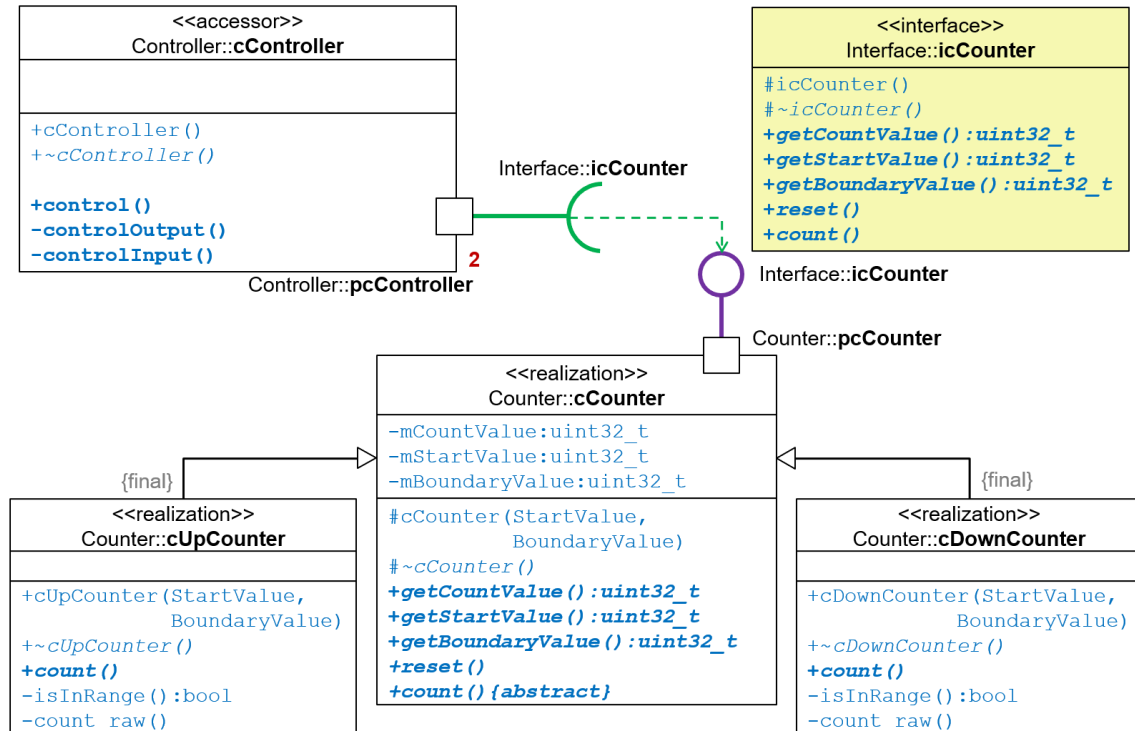 <<accessor>>
Controller::cController
+cController()
+~cController()
+control()
-controlOutput()
-controlInput()
2
Controller::pcController
Interface::icCounter
<<interface>>
Interface::icCounter
#icCounter()
#~icCounter()
+getCountValue():uint32_t
+getStartValue():uint32_t
+getBoundaryValue():uint32_t
+reset()
+count()
Interface::icCounter
Counter::pcCounter
<<realization>>
Counter::cCounter
-mCountValue:uint32_t
-mStartValue:uint32_t
-mBoundaryValue:uint32_t
#cCounter(StartValue,
BoundaryValue)
#~cCounter()
+getCountValue():uint32_t
+getStartValue():uint32_t
+getBoundaryValue():uint32_t
+reset()
+count(){abstract}
{final}
<<realization>>
Counter::cUpCounter
+cUpCounter(StartValue,
BoundaryValue)
+~cUpCounter()
+count()
-isInRange():bool
-count_raw()
{final}
<<realization>>
Counter::cDownCounter
+cDownCounter(StartValue,
BoundaryValue)
+~cDownCounter()
+count()
-isInRange():bool
-count_raw()